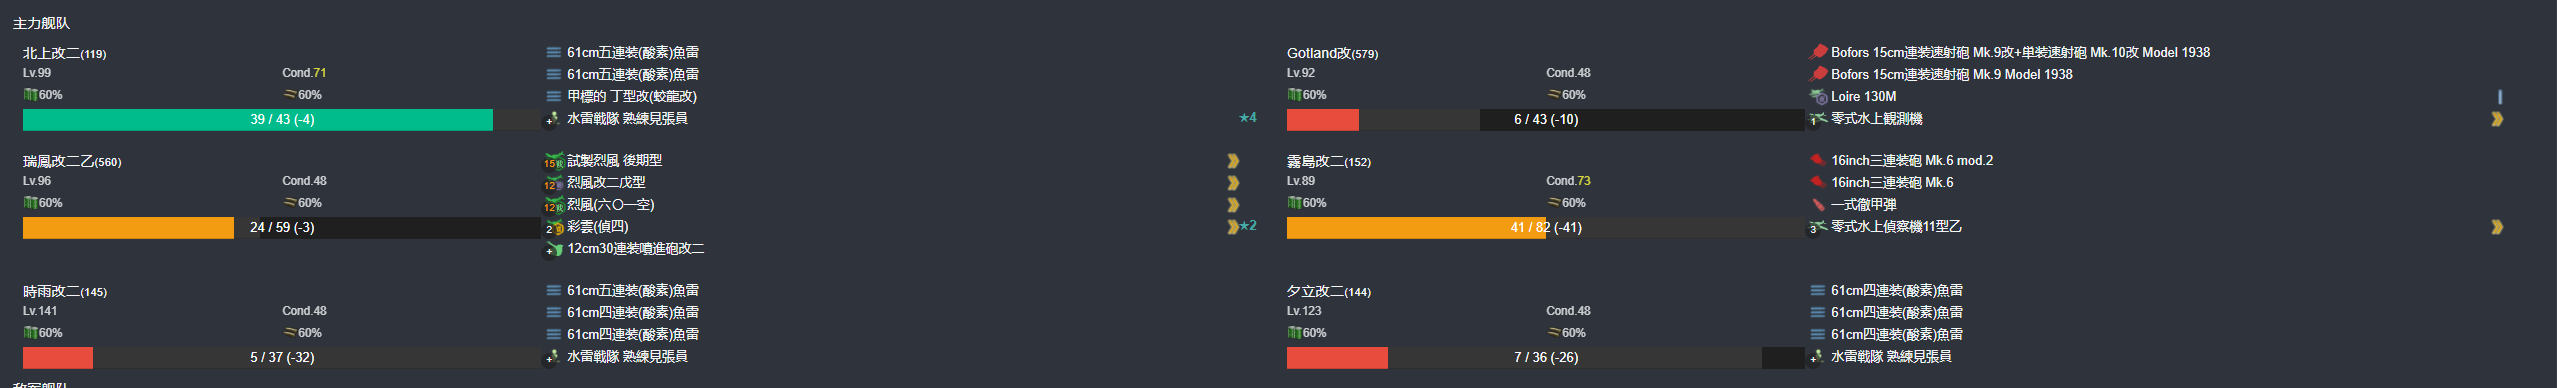 主力舰队
北上改二(119)
Lv.99 Cond.71
60% 60%
39 / 43 (-4)
61cm五連装(酸素)魚雷
61cm五連装(酸素)魚雷
甲標的 丁型改(蛟龍改)
+ 水雷戦隊 熟練見張員 ★4
Gotland改(579)
Lv.92 Cond.48
60% 60%
6 / 43 (-10)
Bofors 15cm連装速射砲 Mk.9改+単装速射砲 Mk.10改 Model 1938
Bofors 15cm連装速射砲 Mk.9 Model 1938
Loire 130M
1 零式水上観測機
瑞鳳改二乙(560)
Lv.96 Cond.48
60% 60%
24 / 59 (-3)
15 試製烈風 後期型
12 烈風改二戊型
12 烈風(六〇一空)
2 彩雲(偵四) ★2
+ 12cm30連装噴進砲改二
霧島改二(152)
Lv.89 Cond.73
60% 60%
41 / 82 (-41)
16inch三連装砲 Mk.6 mod.2
16inch三連装砲 Mk.6
一式徹甲弾
3 零式水上偵察機11型乙
時雨改二(145)
Lv.141 Cond.48
60% 60%
5 / 37 (-32)
61cm五連装(酸素)魚雷
61cm四連装(酸素)魚雷
61cm四連装(酸素)魚雷
+ 水雷戦隊 熟練見張員
夕立改二(144)
Lv.123 Cond.48
60% 60%
7 / 36 (-26)
61cm四連装(酸素)魚雷
61cm四連装(酸素)魚雷
61cm四連装(酸素)魚雷
+ 水雷戦隊 熟練見張員